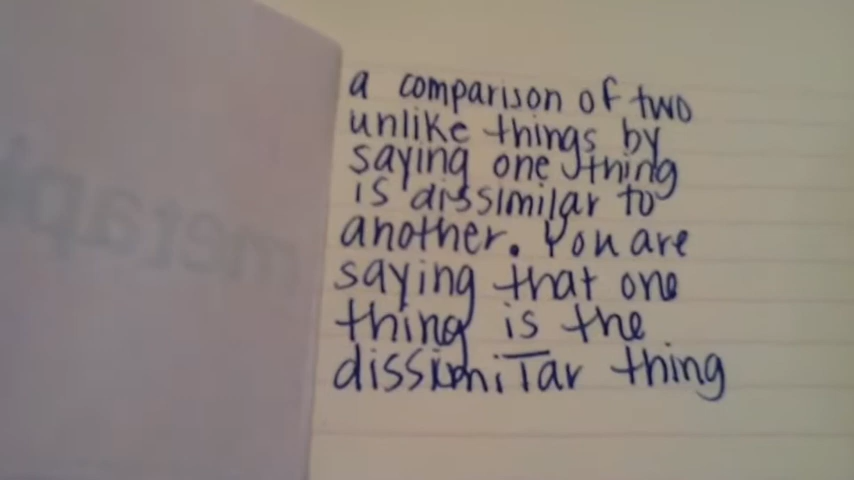 a comparison of two
unlike things by
saying one thing
is dissimilar to
another. You are
saying that one
thing is the
dissimilar thing